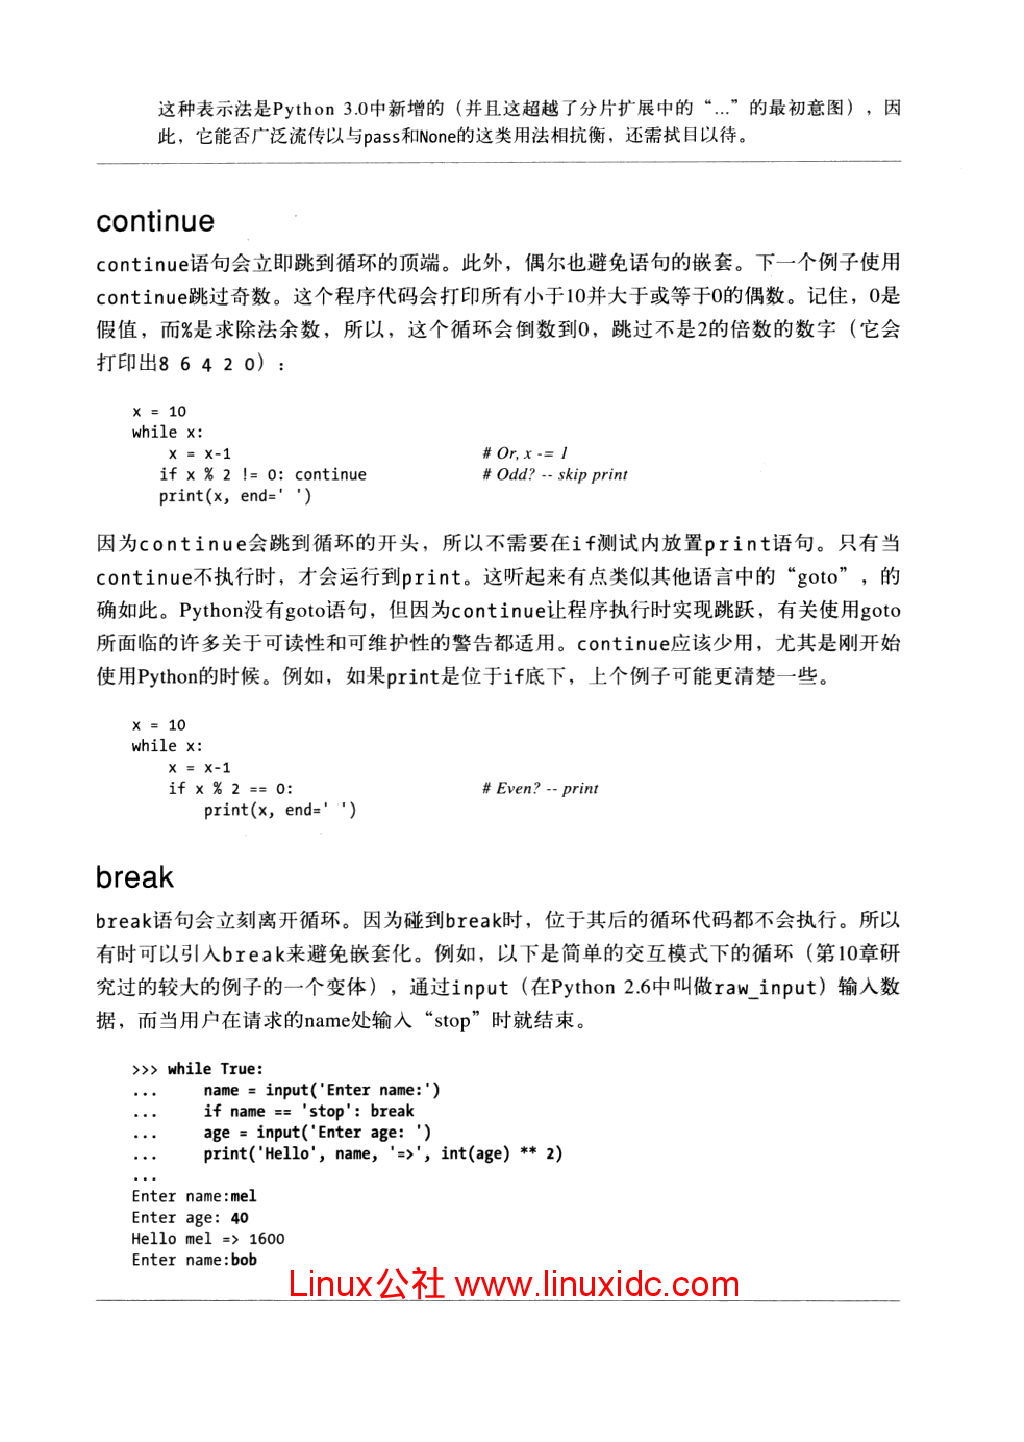 这种表示法是Python 3.0中新增的（并且这超越了分片扩展中的“...”的最初意图），因
此，它能否广泛流传以与pass和None的这类用法相抗衡，还需拭目以待。
continue
continue语句会立即跳到循环的顶端。此外，偶尔也避免语句的嵌套。下一个例子使用
continue跳过奇数。这个程序代码会打印所有小于10并大于或等于0的偶数。记住，0是
假值，而%是求除法余数，所以，这个循环会倒数到0，跳过不是2的倍数的数字（它会
打印出8 6 4 2 0）：
x = 10
while x:
    x = x-1                            # Or, x -= 1
   if x % 2 != 0: continue             # Odd? -- skip print
   print(x, end=' ')
因为continue会跳到循环的开头，所以不需要在if测试内放置print语句。只有当
continue不执行时，才会运行到print。这听起来有点类似其他语言中的“goto”，的
确如此。Python没有goto语句，但因为continue让程序执行时实现跳跃，有关使用goto
所面临的许多关于可读性和可维护性的警告都适用。continue应该少用，尤其是刚开始
使用Python的时候。例如，如果print是位于if底下，上个例子可能更清楚一些。
x = 10
while x:
    x = x-1
    if x % 2 == 0:                     # Even? -- print
        print(x, end=' ')
break
break语句会立刻离开循环。因为碰到break时，位于其后的循环代码都不会执行。所以
有时可以引入break来避免嵌套化。例如，以下是简单的交互模式下的循环（第10章研
究过的较大的例子的一个变体），通过input（在Python 2.6中叫做raw_input）输入数
据，而当用户在请求的name处输入“stop”时就结束。
>>> while True:
...     name = input('Enter name:')
...     if name == 'stop': break
...     age = input('Enter age: ')
...     print('Hello', name, '=>', int(age) ** 2)
...
Enter name:mel
Enter age: 40
Hello mel => 1600
Enter name:bob
Linux公社 www.linuxidc.com